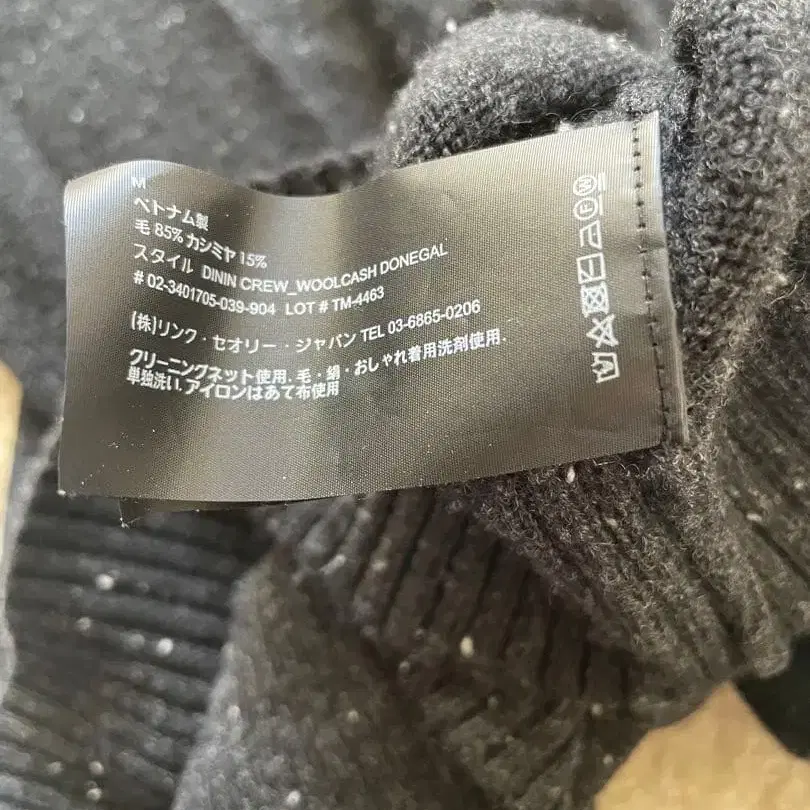 M
ベトナム製
毛 85% カシミヤ 15%
スタイル DININ CREW_WOOLCASH DONEGAL
# 02-3401705-039-904 LOT # TM-4463
(株)リンク・セオリー・ジャパン TEL 03-6865-0206
クリーニングネット使用. 毛・絹・おしゃれ着用洗剤使用.
単独洗い. アイロンはあて布使用
F W